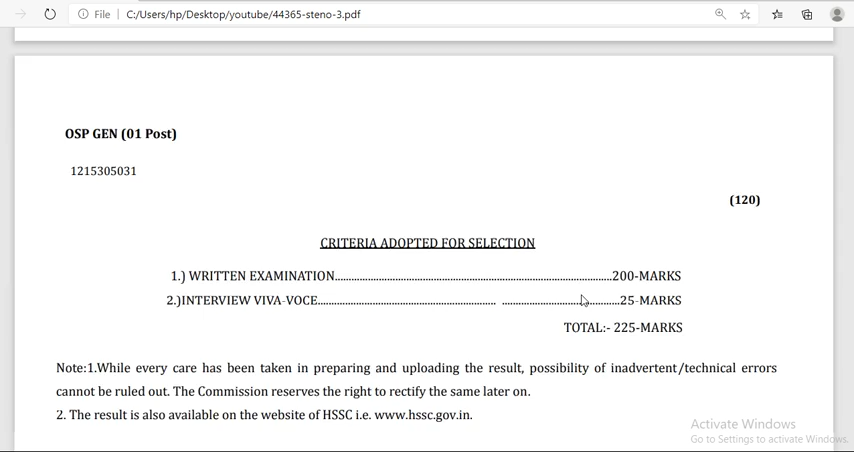 File | C:/Users/hp/Desktop/youtube/44365-steno-3.pdf
OSP GEN (01 Post)
1215305031
(120)
CRITERIA ADOPTED FOR SELECTION
1.) WRITTEN EXAMINATION....................................................................................................200-MARKS
2.)INTERVIEW VIVA-VOCE................................................................ ..........................................25-MARKS
TOTAL:- 225-MARKS
Note:1.While every care has been taken in preparing and uploading the result, possibility of inadvertent/technical errors
cannot be ruled out. The Commission reserves the right to rectify the same later on.
2. The result is also available on the website of HSSC i.e. www.hssc.gov.in.
Activate Windows
Go to Settings to activate Windows.